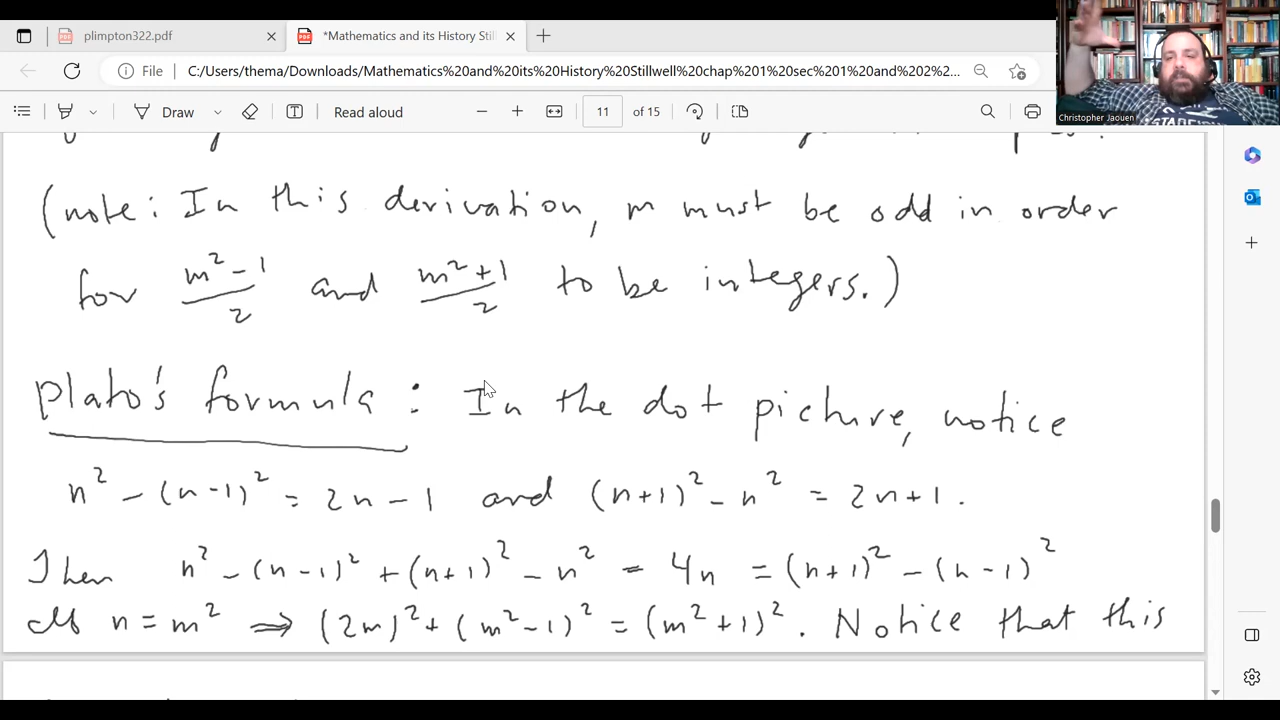 plimpton322.pdf
*Mathematics and its History Stil
File
C:/Users/thema/Downloads/Mathematics%20and%20its%20History%20Stillwell%20chap%201%20sec%201%20and%202%2...
Draw
Read aloud
11 of 15
Christopher Jaouen
(note: In this derivation, m must be odd in order
for m²-1/2 and m²+1/2 to be integers.)
Plato's formula: In the dot picture, notice
n² - (n-1)² = 2n - 1 and (n+1)² - n² = 2n+1.
Then n² - (n-1)² + (n+1)² - n² = 4n = (n+1)² - (n-1)²
If n = m² ⇒ (2m)² + (m²-1)² = (m²+1)². Notice that this